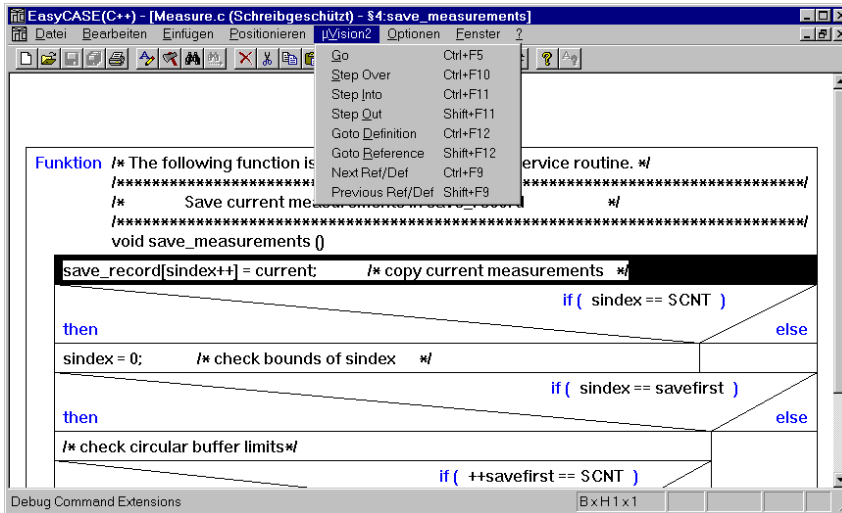 EasyCASE(C++) - [Measure.c (Schreibgeschützt) - §4:save_measurements]
Datei Bearbeiten Einfügen Positionieren µVision2 Optionen Fenster ?
Go Ctrl+F5
Step Over Ctrl+F10
Step Into Ctrl+F11
Step Out Shift+F11
Goto Definition Ctrl+F12
Goto Reference Shift+F12
Next Ref/Def Ctrl+F9
Previous Ref/Def Shift+F9
Funktion /* The following function is ervice routine. */
/* Save current mea */
void save_measurements ()
save_record[sindex++] = current; /* copy current measurements */
if ( sindex == SCNT )
then else
sindex = 0; /* check bounds of sindex */
if ( sindex == savefirst )
then else
/* check circular buffer limits*/
if ( ++savefirst == SCNT )
Debug Command Extensions B x H 1 x 1